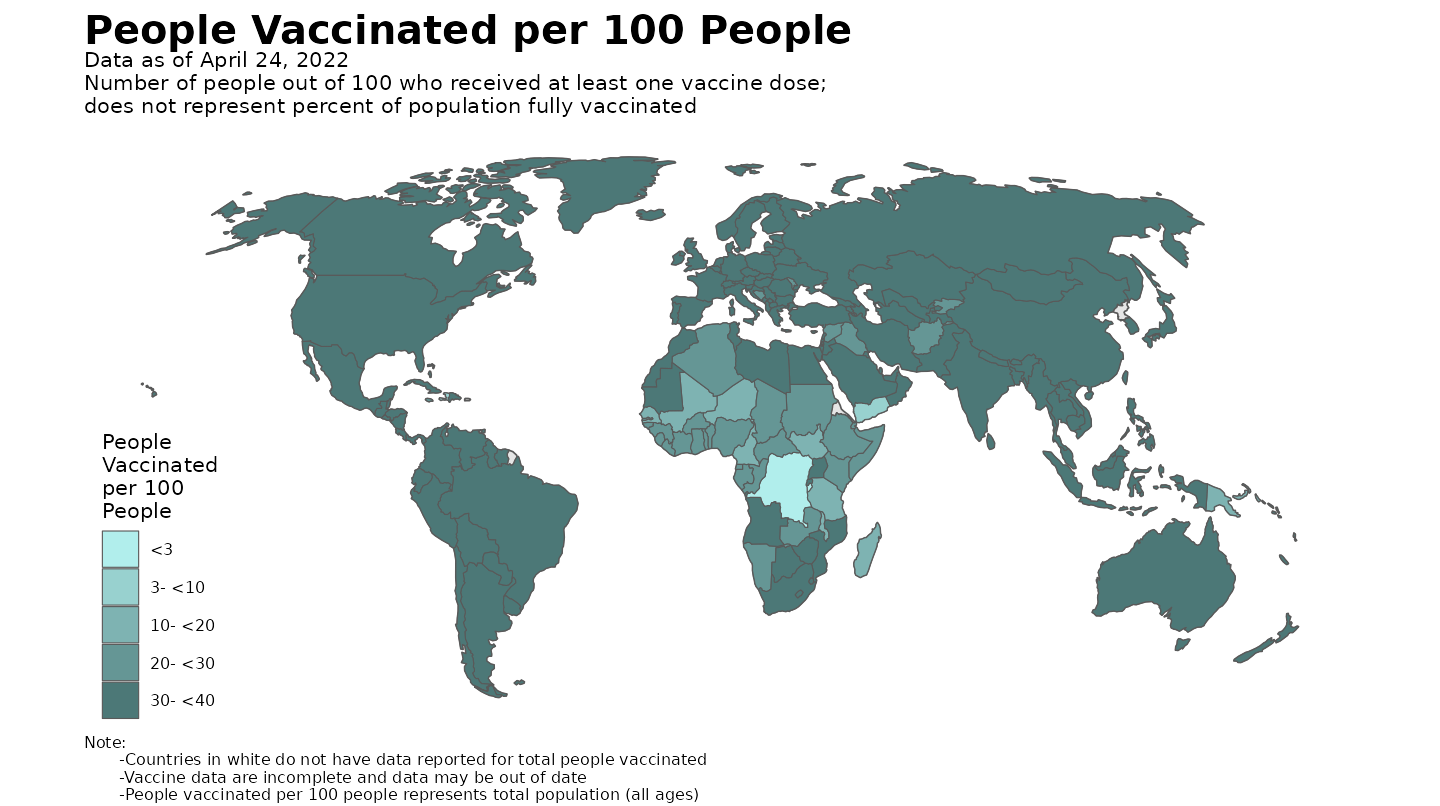 People Vaccinated per 100 People
Data as of April 24, 2022
Number of people out of 100 who received at least one vaccine dose;
does not represent percent of population fully vaccinated
People
Vaccinated
per 100
People
<3
3- <10
10- <20
20- <30
30- <40
Note:
-Countries in white do not have data reported for total people vaccinated
-Vaccine data are incomplete and data may be out of date
-People vaccinated per 100 people represents total population (all ages)